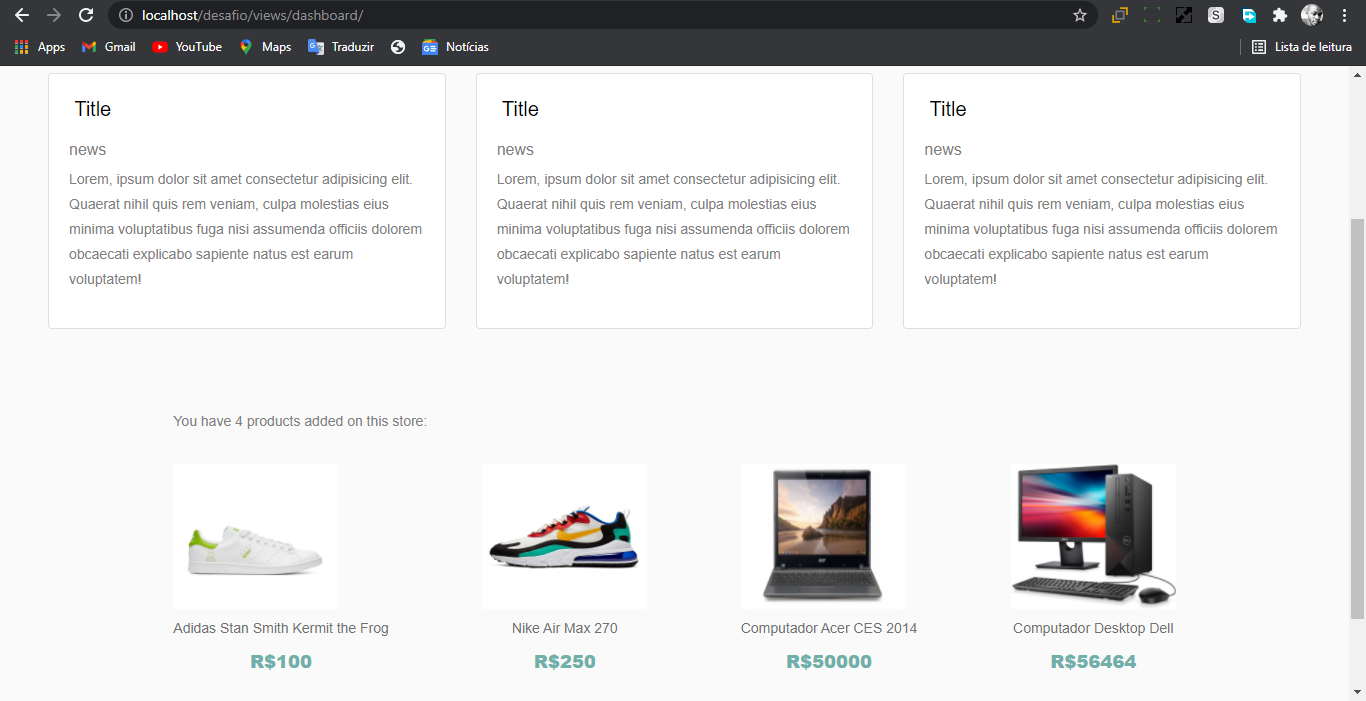 localhost/desafio/views/dashboard/
S
Apps Gmail YouTube Maps Traduzir Notícias Lista de leitura
Title
news
Lorem, ipsum dolor sit amet consectetur adipisicing elit.
Quaerat nihil quis rem veniam, culpa molestias eius
minima voluptatibus fuga nisi assumenda officiis dolorem
obcaecati explicabo sapiente natus est earum
voluptatem!
Title
news
Lorem, ipsum dolor sit amet consectetur adipisicing elit.
Quaerat nihil quis rem veniam, culpa molestias eius
minima voluptatibus fuga nisi assumenda officiis dolorem
obcaecati explicabo sapiente natus est earum
voluptatem!
Title
news
Lorem, ipsum dolor sit amet consectetur adipisicing elit.
Quaerat nihil quis rem veniam, culpa molestias eius
minima voluptatibus fuga nisi assumenda officiis dolorem
obcaecati explicabo sapiente natus est earum
voluptatem!
You have 4 products added on this store:
Adidas Stan Smith Kermit the Frog
R$100
Nike Air Max 270
R$250
Computador Acer CES 2014
R$50000
Computador Desktop Dell
R$56464